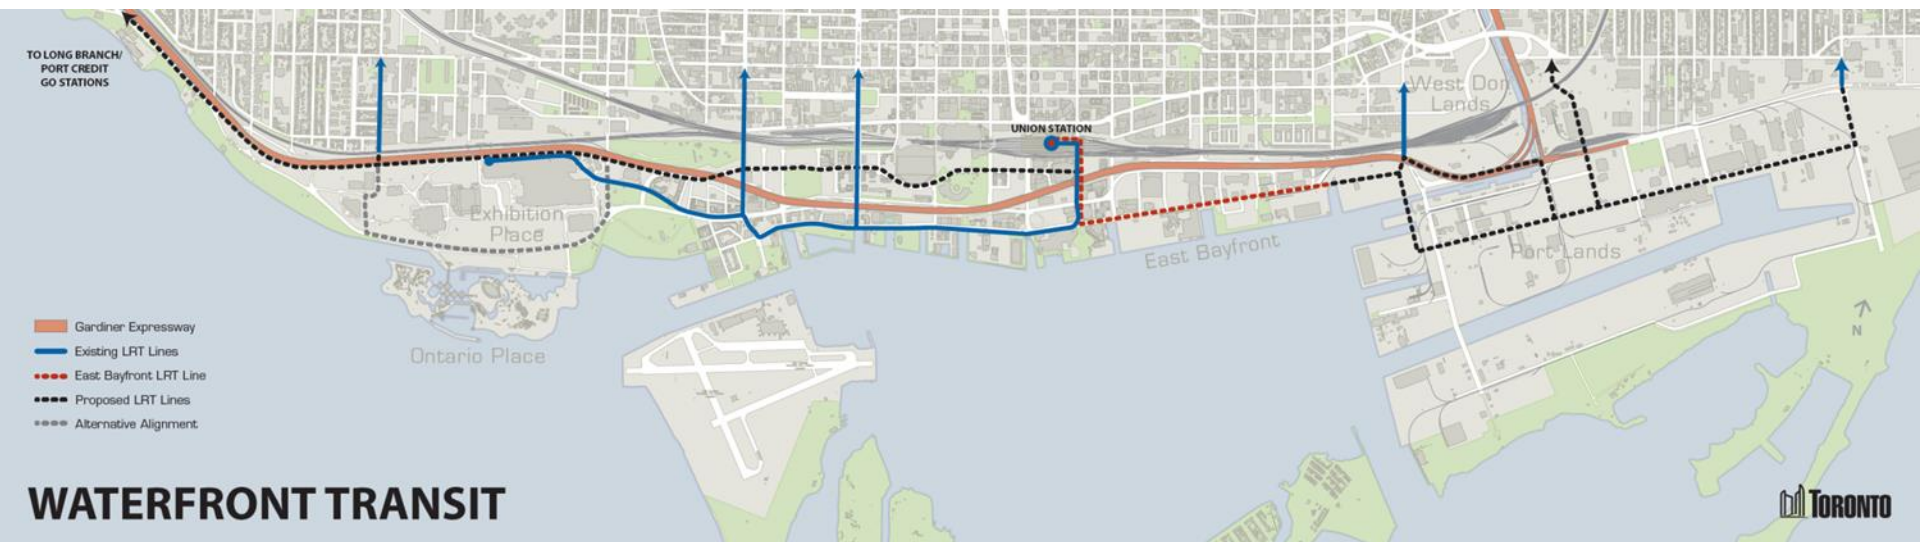 TO LONG BRANCH/
PORT CREDIT
GO STATIONS
UNION STATION
West Don
Lands
Exhibition
Place
East Bayfront
Port Lands
Ontario Place
Gardiner Expressway
Existing LRT Lines
East Bayfront LRT Line
Proposed LRT Lines
Alternative Alignment
N
WATERFRONT TRANSIT
TORONTO